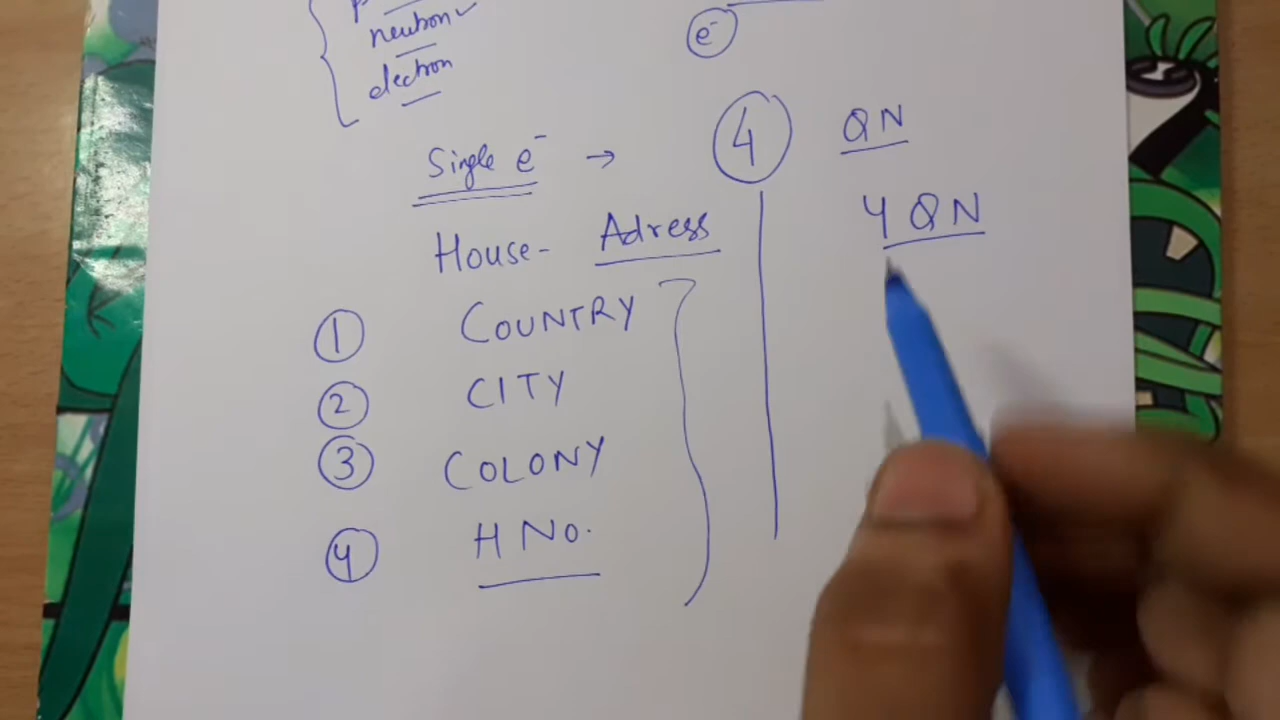 neutron ✓
electron
e⁻
Single e⁻ → 4 QN
House- Adress
4 QN
1 COUNTRY
2 CITY
3 COLONY
4 H No.